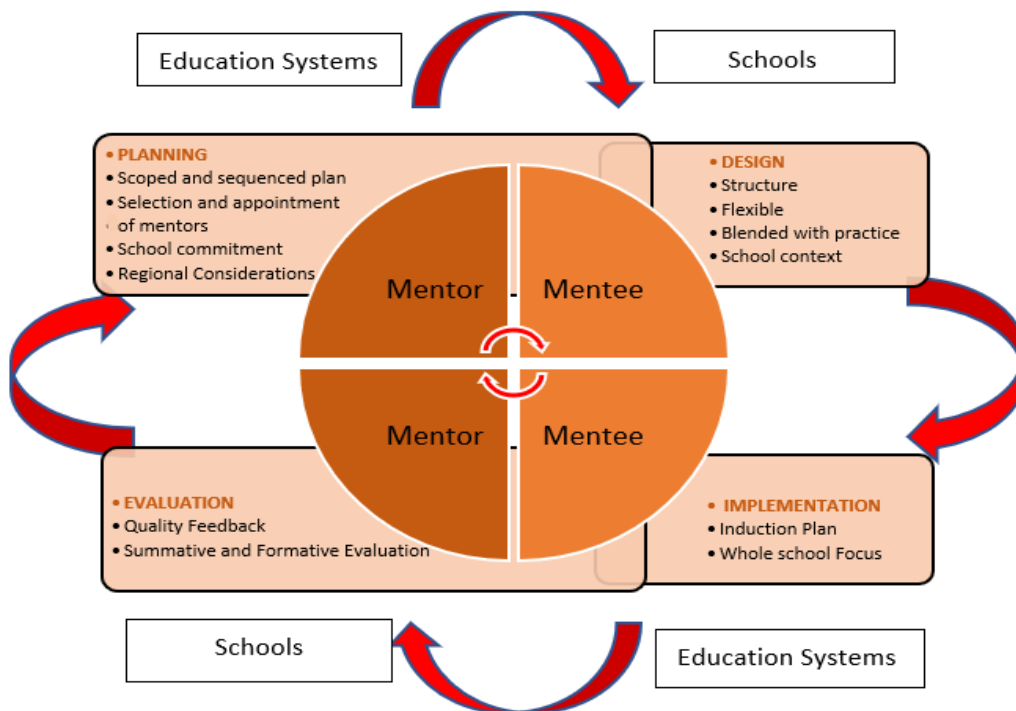 Education Systems
Schools
• PLANNING
• Scoped and sequenced plan
• Selection and appointment
of mentors
• School commitment
• Regional Considerations
• DESIGN
• Structure
• Flexible
• Blended with practice
• School context
Mentor
Mentee
Mentor
Mentee
• EVALUATION
• Quality Feedback
• Summative and Formative Evaluation
• IMPLEMENTATION
• Induction Plan
• Whole school Focus
Schools
Education Systems